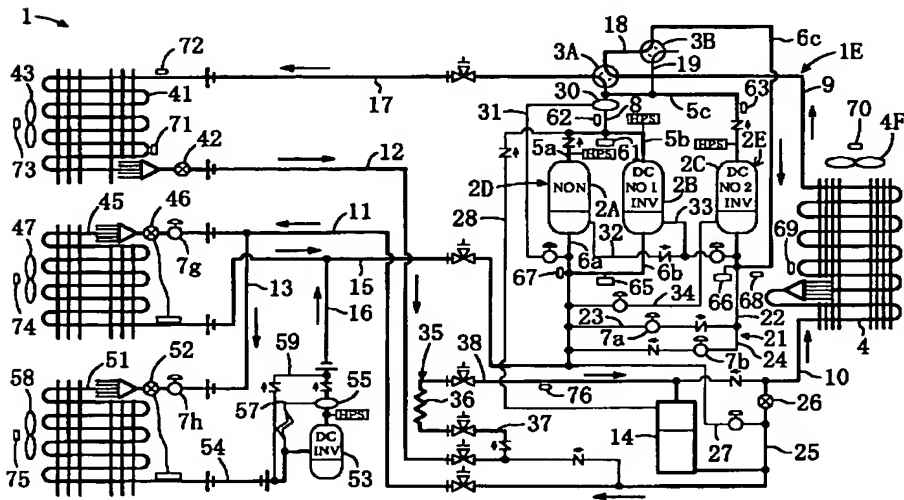 1
18
3B
6c
3A
1E
72
19
9
43
30
63
41
17
31
8
5c
70
4F
62
HPS
71
42
61
5b
HPS
2E
73
12
5a
HPS
2C
2D
NON
DC
NO 1
INV
DC
NO 2
INV
2B
2A
45
46
11
28
33
69
47
32
7g
67
6a
6b
65
66
68
13
15
34
74
16
23
22
7a
21
4
51
52
59
35
38
24
7b
10
58
55
76
57
36
26
7h
HPS
37
14
DC
INV
27
25
75
54
53